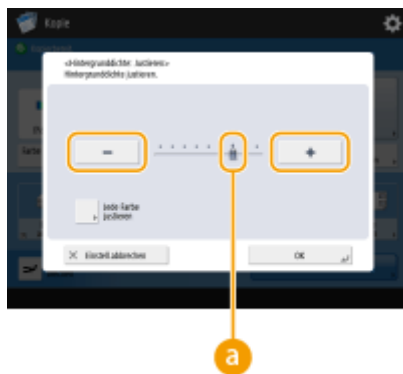 Kopie
<Hintergrunddichte: Justieren>
Hintergrunddichte justieren.
−
+
Jede Farbe
justieren
× Einstell abbrechen
OK
a